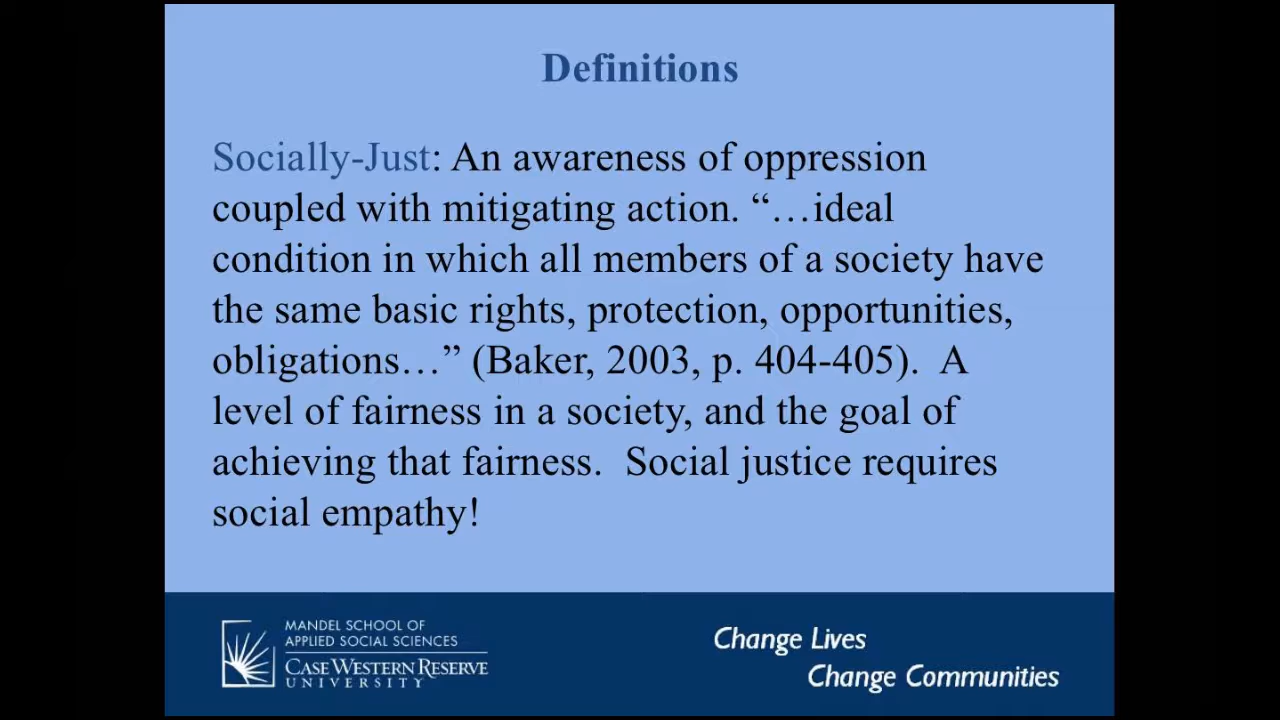 Definitions
Socially-Just: An awareness of oppression
coupled with mitigating action. “…ideal
condition in which all members of a society have
the same basic rights, protection, opportunities,
obligations…” (Baker, 2003, p. 404-405).  A
level of fairness in a society, and the goal of
achieving that fairness.  Social justice requires
social empathy!
MANDEL SCHOOL OF
APPLIED SOCIAL SCIENCES
CASE WESTERN RESERVE
UNIVERSITY
Change Lives
Change Communities